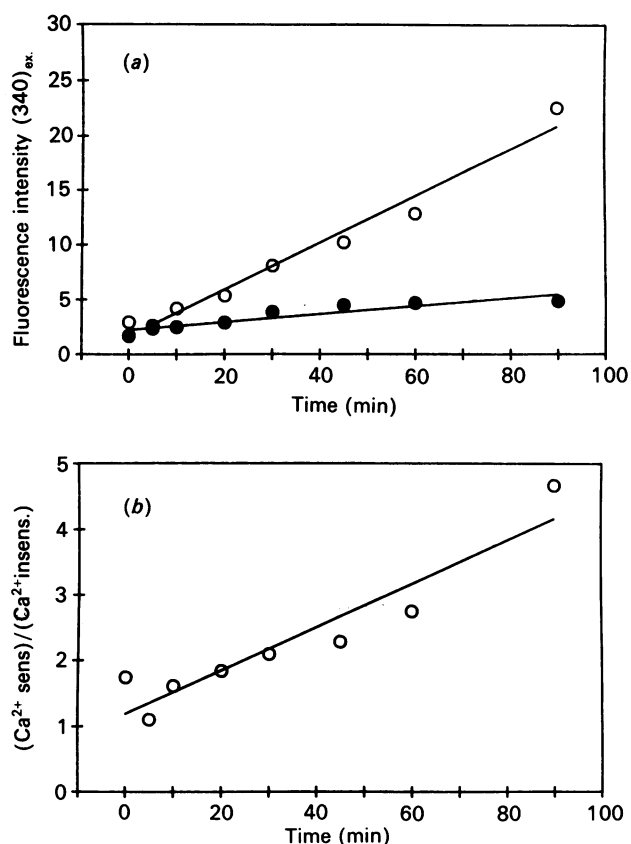 30
25
20
15
10
5
0
(a)
Fluorescence intensity (340)ex.
0 20 40 60 80 100
Time (min)
5
4
3
2
1
0
(b)
(Ca2+ sens)/(Ca2+insens.)
0 20 40 60 80 100
Time (min)